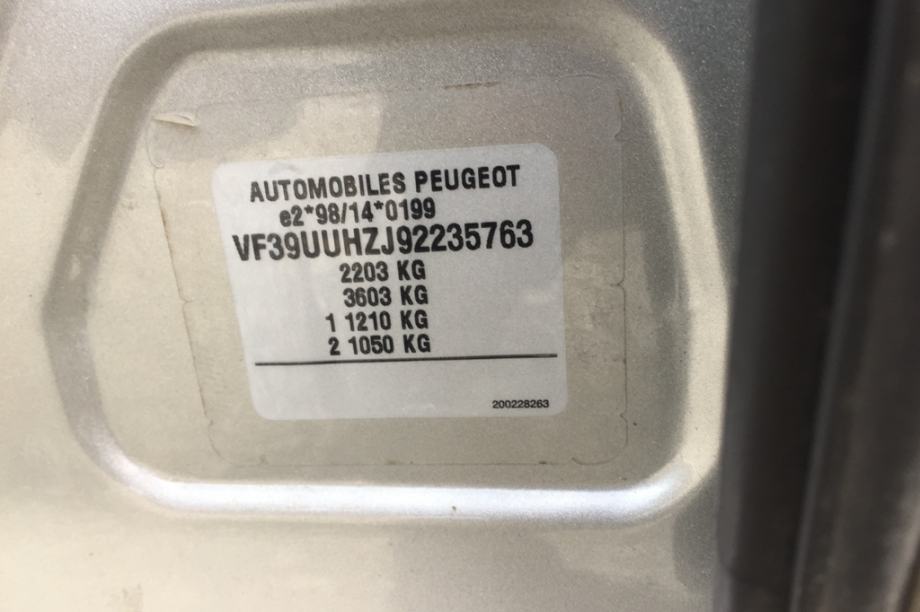 AUTOMOBILES PEUGEOT
e2*98/14*0199
VF39UUHZJ92235763
2203 KG
3603 KG
1 1210 KG
2 1050 KG
200228263